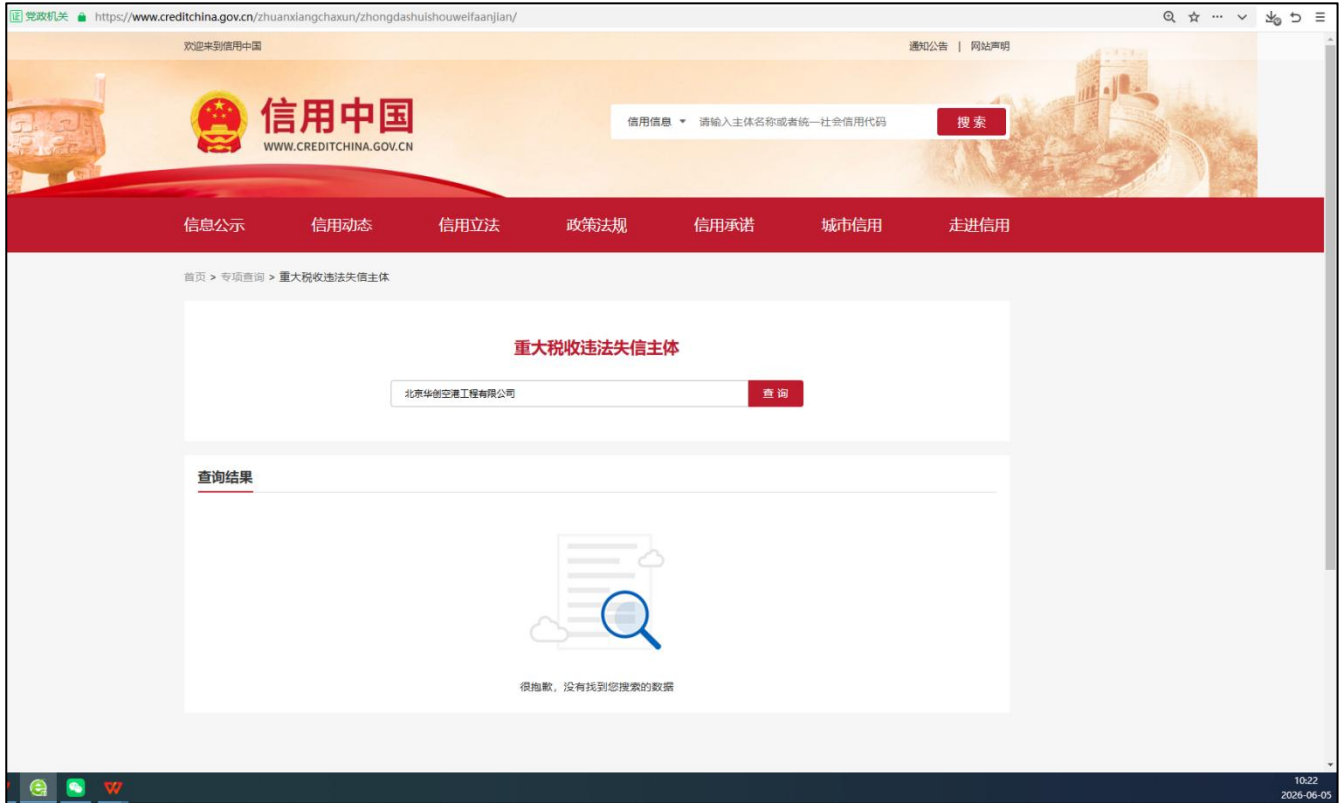 证 党政机关 https://www.creditchina.gov.cn/zhuanxiangchaxun/zhongdashuishouweifaanjian/
欢迎来到信用中国 通知公告 | 网站声明
信用中国
WWW.CREDITCHINA.GOV.CN
信用信息 请输入主体名称或者统一社会信用代码 搜索
信息公示 信用动态 信用立法 政策法规 信用承诺 城市信用 走进信用
首页 > 专项查询 > 重大税收违法失信主体
重大税收违法失信主体
北京华创空港工程有限公司 查询
查询结果
很抱歉，没有找到您搜索的数据
10:22
2026-06-05